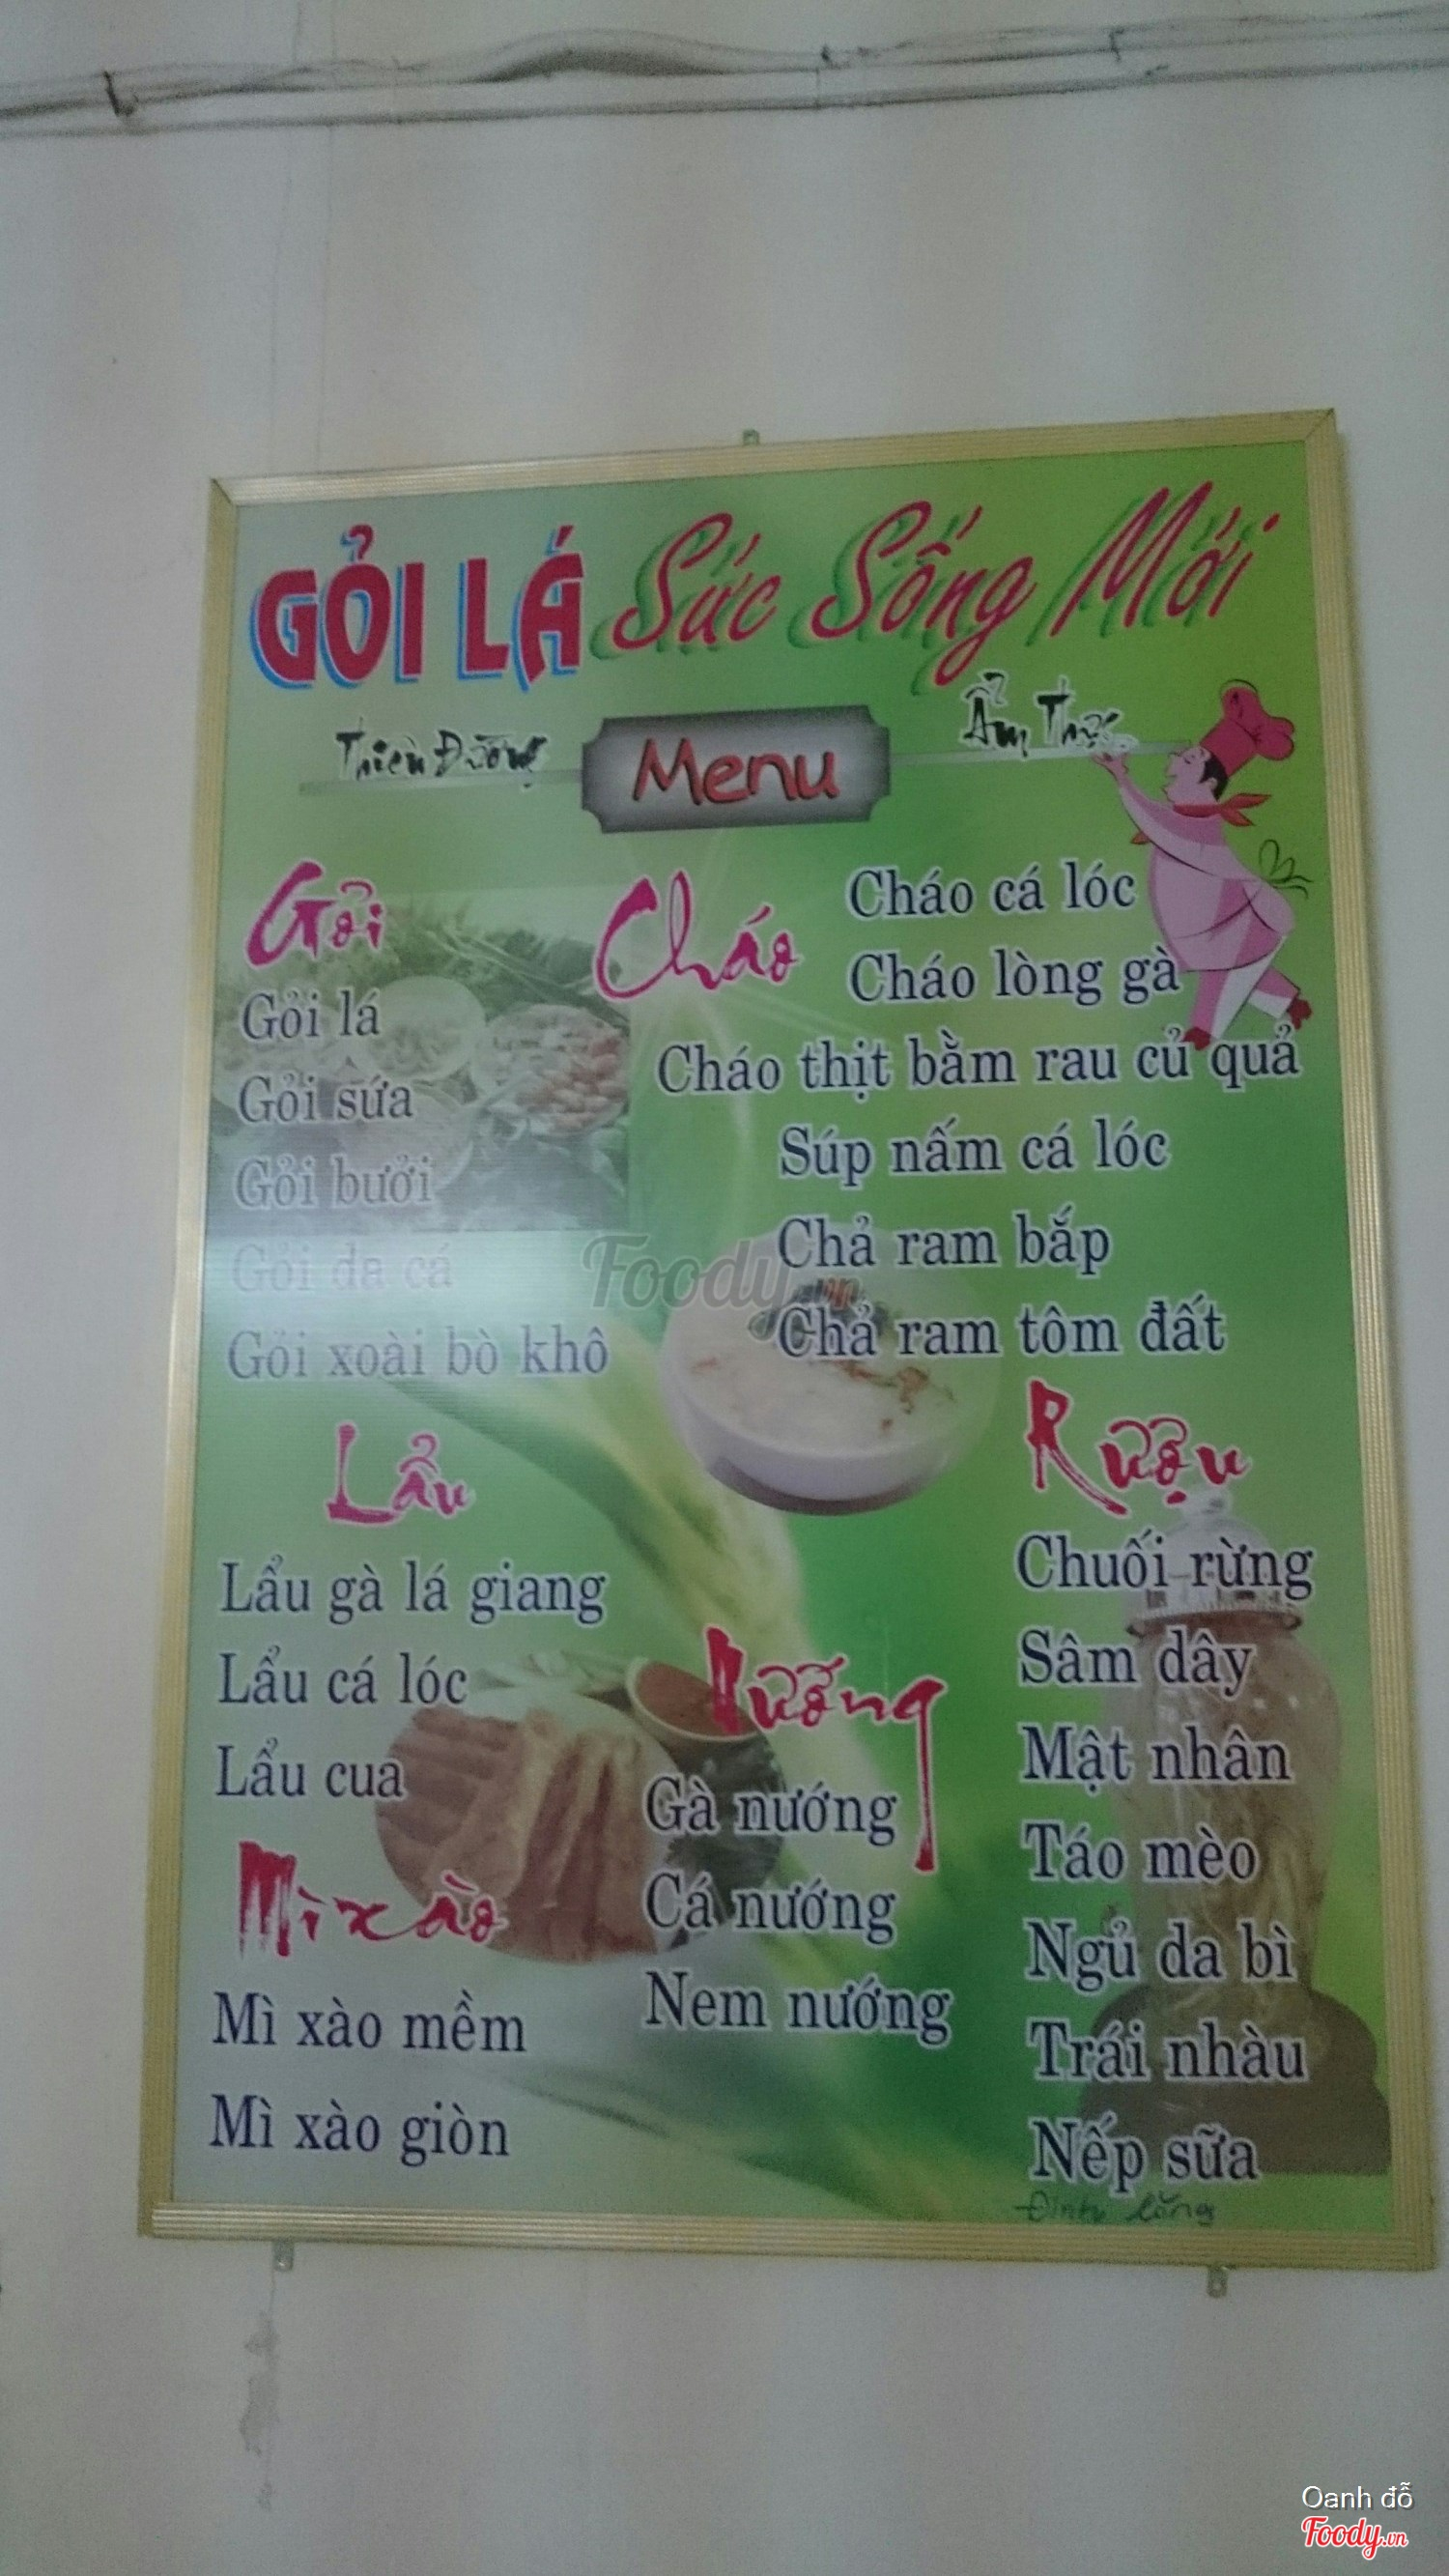 GỎI LÁ Sức Sống Mới
Thiên Đường
Menu
Ẩm Thực
Gỏi
Gỏi lá
Gỏi sứa
Gỏi bưởi
Gỏi da cá
Gỏi xoài bò khô
Cháo
Cháo cá lóc
Cháo lòng gà
Cháo thịt bằm rau củ quả
Súp nấm cá lóc
Chả ram bắp
Chả ram tôm đất
Foody.vn
Lẩu
Lẩu gà lá giang
Lẩu cá lóc
Lẩu cua
Mì xào
Mì xào mềm
Mì xào giòn
Nướng
Gà nướng
Cá nướng
Nem nướng
Rượu
Chuối rừng
Sâm dây
Mật nhân
Táo mèo
Ngủ da bì
Trái nhàu
Nếp sữa
Đinh lăng
Oanh đỗ
Foody.vn